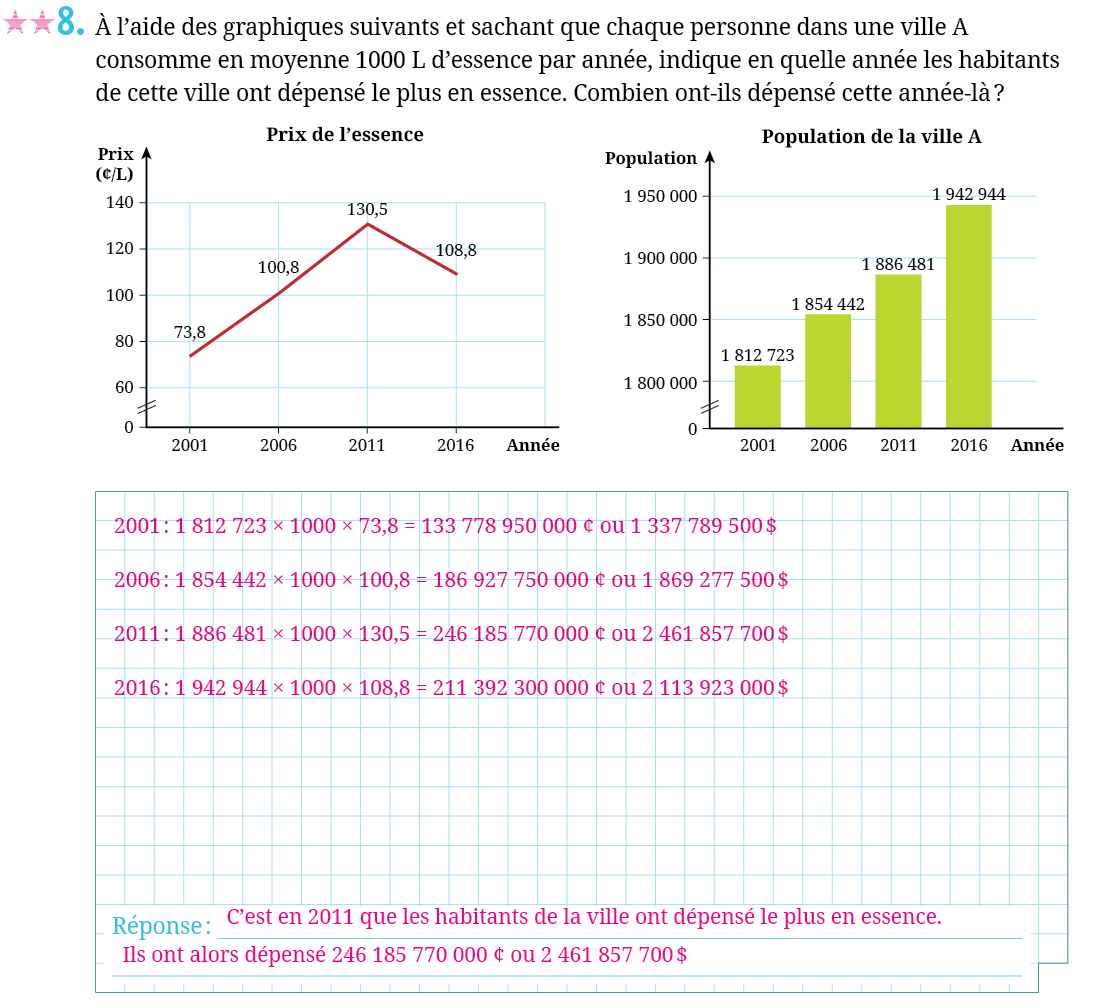 8. À l’aide des graphiques suivants et sachant que chaque personne dans une ville A
consomme en moyenne 1000 L d’essence par année, indique en quelle année les habitants
de cette ville ont dépensé le plus en essence. Combien ont-ils dépensé cette année-là ?
Prix de l’essence
Prix
(¢/L)
140
120
100
80
60
0
73,8
100,8
130,5
108,8
2001 2006 2011 2016 Année
Population de la ville A
Population
1 950 000
1 900 000
1 850 000
1 800 000
0
1 812 723
1 854 442
1 886 481
1 942 944
2001 2006 2011 2016 Année
2001 : 1 812 723 × 1000 × 73,8 = 133 778 950 000 ¢ ou 1 337 789 500 $
2006 : 1 854 442 × 1000 × 100,8 = 186 927 750 000 ¢ ou 1 869 277 500 $
2011 : 1 886 481 × 1000 × 130,5 = 246 185 770 000 ¢ ou 2 461 857 700 $
2016 : 1 942 944 × 1000 × 108,8 = 211 392 300 000 ¢ ou 2 113 923 000 $
Réponse : C’est en 2011 que les habitants de la ville ont dépensé le plus en essence.
Ils ont alors dépensé 246 185 770 000 ¢ ou 2 461 857 700 $